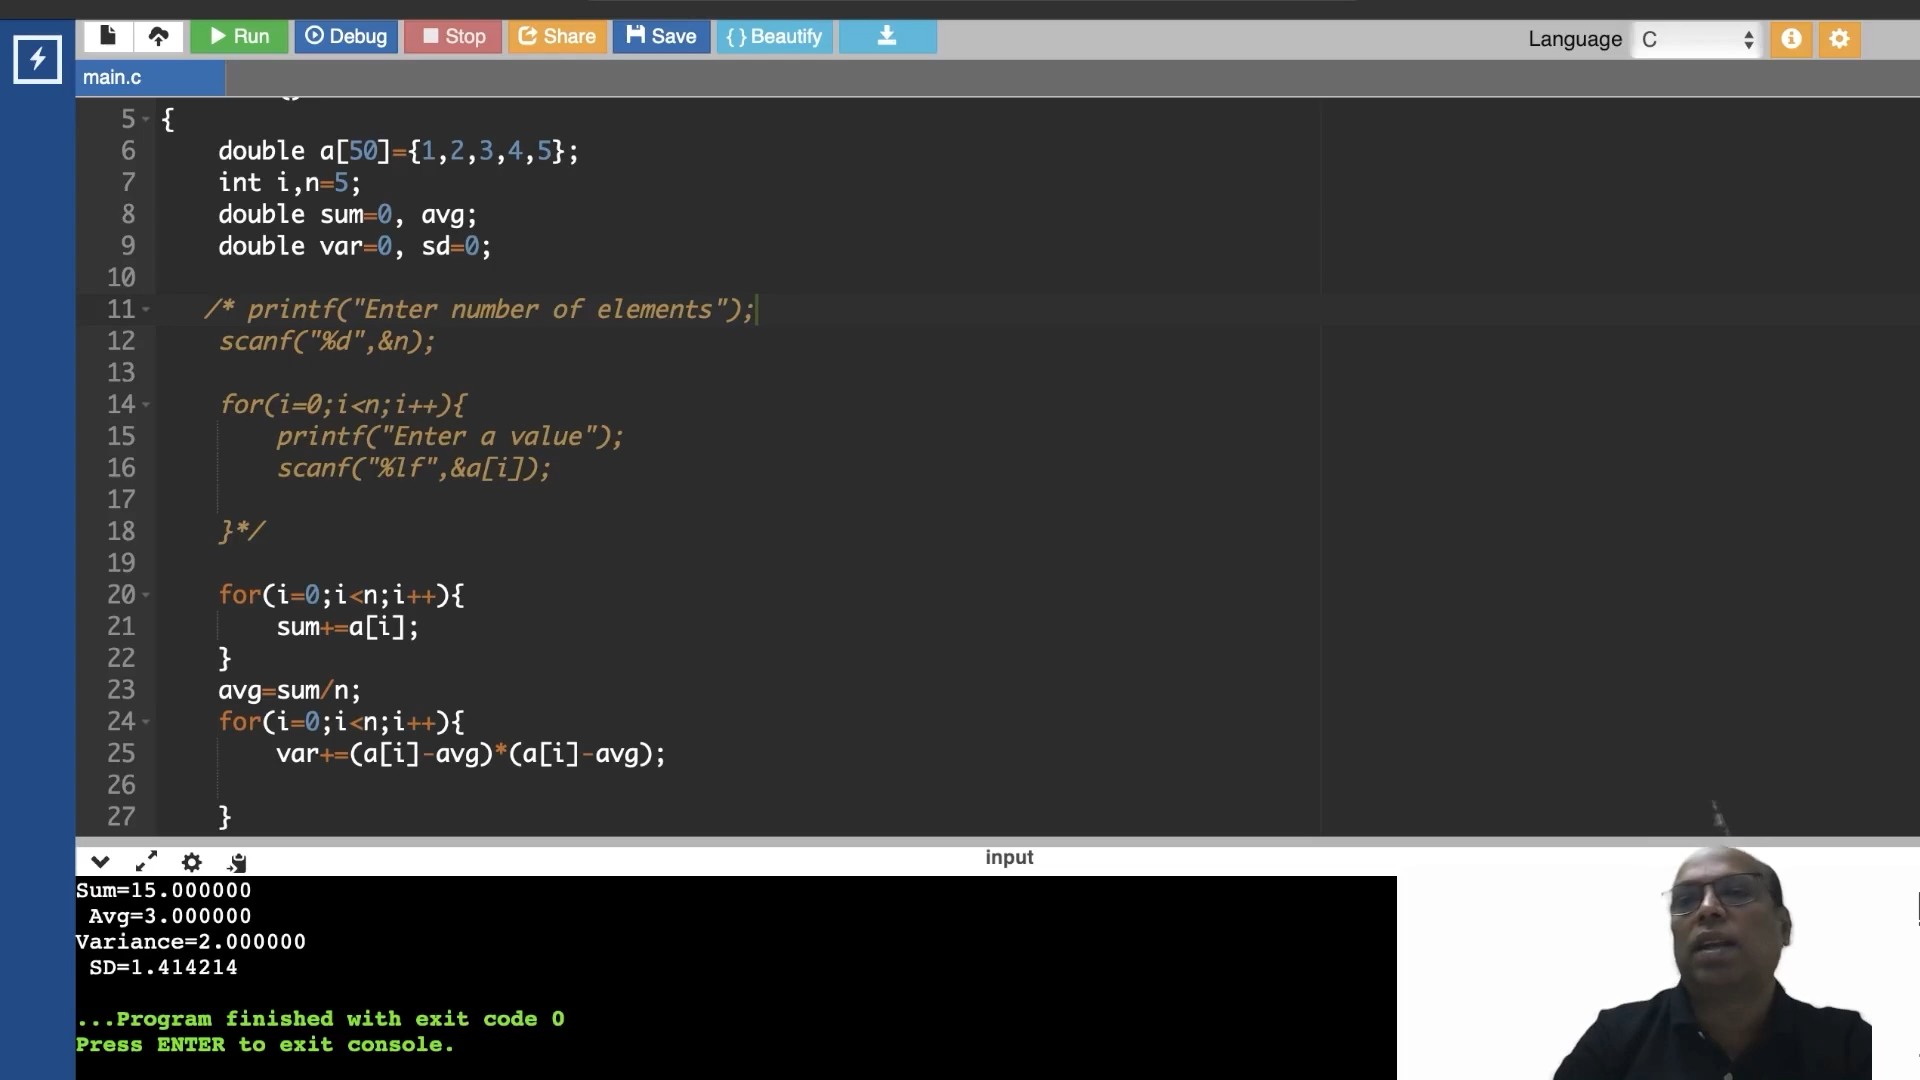 Run Debug Stop Share Save {} Beautify Language C
main.c
5 {
6 double a[50]={1,2,3,4,5};
7 int i,n=5;
8 double sum=0, avg;
9 double var=0, sd=0;
10
11 /* printf("Enter number of elements");
12 scanf("%d",&n);
13
14 for(i=0;i<n;i++){
15 printf("Enter a value");
16 scanf("%lf",&a[i]);
17
18 }*/
19
20 for(i=0;i<n;i++){
21 sum+=a[i];
22 }
23 avg=sum/n;
24 for(i=0;i<n;i++){
25 var+=(a[i]-avg)*(a[i]-avg);
26
27 }
input
Sum=15.000000
Avg=3.000000
Variance=2.000000
SD=1.414214
...Program finished with exit code 0
Press ENTER to exit console.